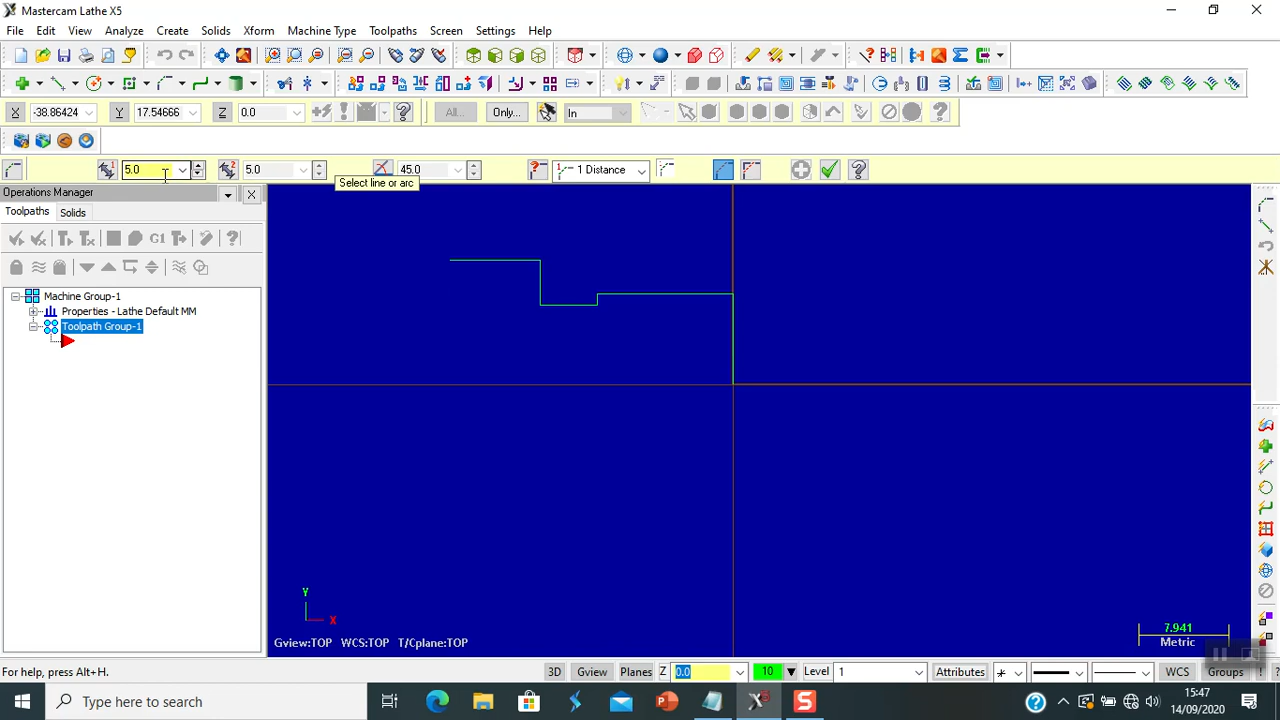 Mastercam Lathe X5
File Edit View Analyze Create Solids Xform Machine Type Toolpaths Screen Settings Help
X -38.86424 Y 17.54666 Z 0.0 All... Only... In
1 5.0 2 5.0 45.0 1 Distance
Select line or arc
Operations Manager
Toolpaths Solids
G1
Machine Group-1
Properties - Lathe Default MM
Toolpath Group-1
Y
X
Gview:TOP WCS:TOP T/Cplane:TOP
7.941
Metric
For help, press Alt+H. 3D Gview Planes Z 0.0 10 Level 1 Attributes WCS Groups
Type here to search
15:47
14/09/2020